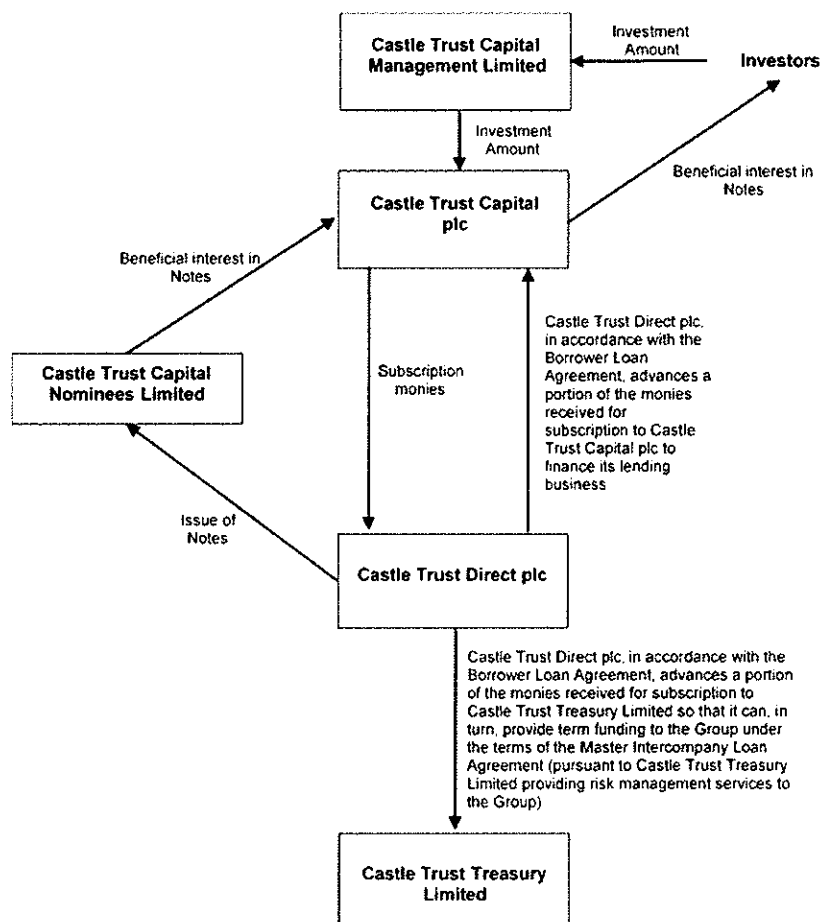 Castle Trust Capital
Management Limited
Investment
Amount
Investors
Investment
Amount
Castle Trust Capital
plc
Beneficial interest in
Notes
Beneficial interest in
Notes
Castle Trust Capital
Nominees Limited
Subscription
monies
Castle Trust Direct plc,
in accordance with the
Borrower Loan
Agreement, advances a
portion of the monies
received for
subscription to Castle
Trust Capital plc to
finance its lending
business
Issue of
Notes
Castle Trust Direct plc
Castle Trust Direct plc, in accordance with the
Borrower Loan Agreement, advances a portion
of the monies received for subscription to
Castle Trust Treasury Limited so that it can, in
turn, provide term funding to the Group under
the terms of the Master Intercompany Loan
Agreement (pursuant to Castle Trust Treasury
Limited providing risk management services to
the Group)
Castle Trust Treasury
Limited